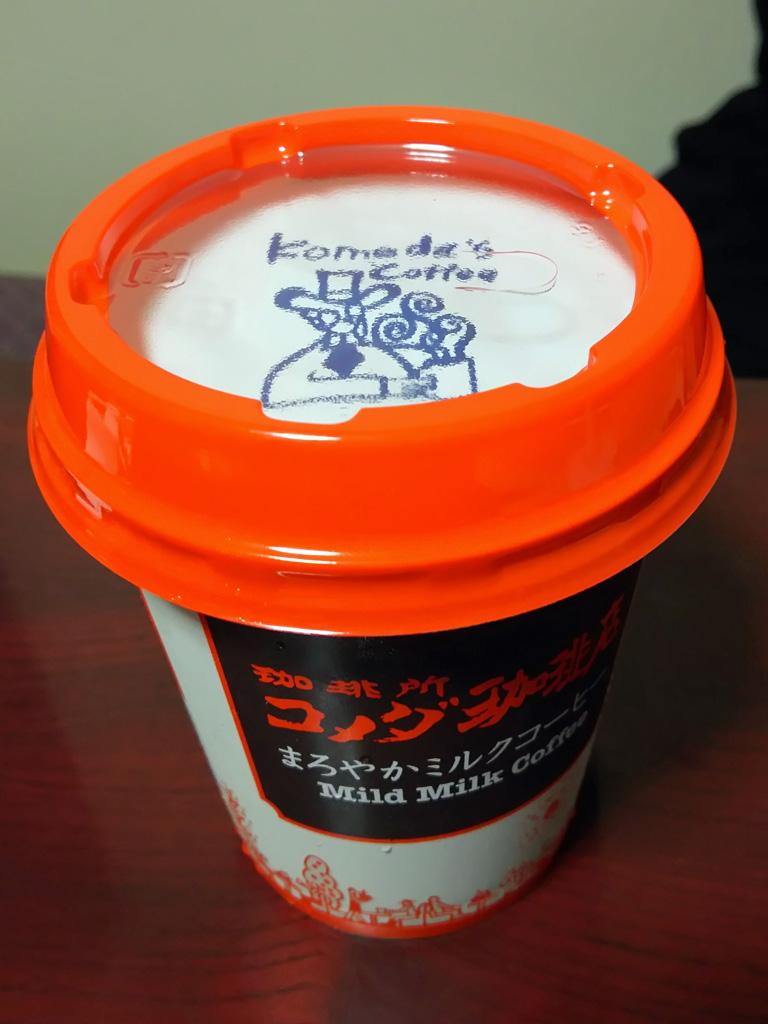 Komeda's
Coffee
珈琲所
コメダ珈琲店
まろやかミルクコーヒー
Mild Milk Coffee